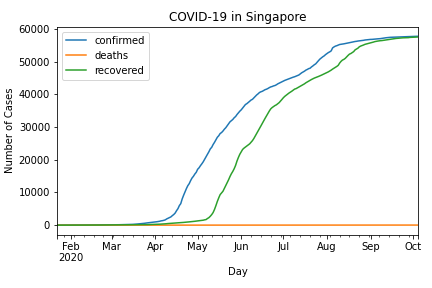 COVID-19 in Singapore
60000
50000
40000
30000
20000
10000
0
Number of Cases
confirmed
deaths
recovered
Feb Mar Apr May Jun Jul Aug Sep Oct
2020
Day